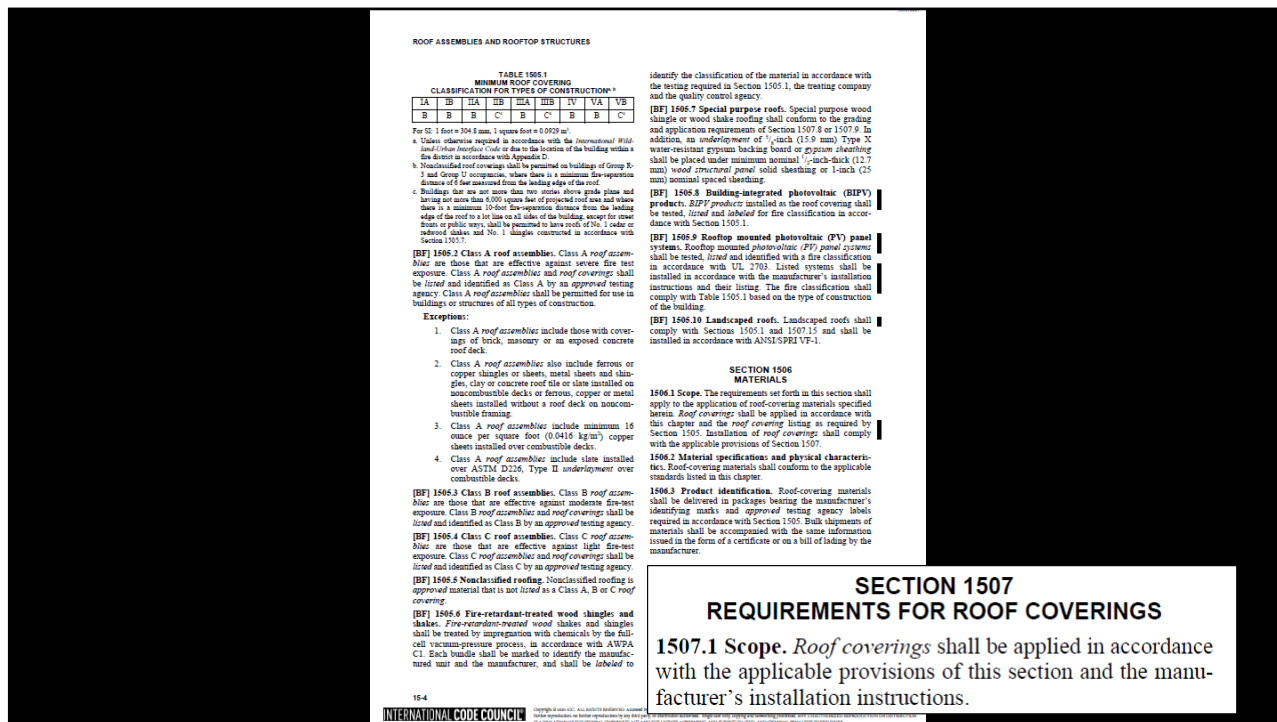 ROOF ASSEMBLIES AND ROOFTOP STRUCTURES
TABLE 1505.1
MINIMUM ROOF COVERING
CLASSIFICATION FOR TYPES OF CONSTRUCTIONa, b
IA IB IIA IIB IIIA IIIB IV VA VB
B B B Cc B Cc B B Cc
For SI: 1 foot = 304.8 mm, 1 square foot = 0.0929 m2.
a. Unless otherwise required in accordance with the International Wild-
land-Urban Interface Code or due to the location of the building within a
fire district in accordance with Appendix D.
b. Nonclassified roof coverings shall be permitted on buildings of Group R-
3 and Group U occupancies, where there is a minimum fire-separation
distance of 6 feet measured from the leading edge of the roof.
c. Buildings that are not more than two stories above grade plane and
having not more than 6,000 square feet of projected roof area and where
there is a minimum 10-foot fire-separation distance from the leading
edge of the roof to a lot line on all sides of the building, except for street
fronts or public ways, shall be permitted to have roofs of No. 1 cedar or
redwood shakes and No. 1 shingles constructed in accordance with
Section 1505.7.
[BF] 1505.2 Class A roof assemblies. Class A roof assem-
blies are those that are effective against severe fire test
exposure. Class A roof assemblies and roof coverings shall
be listed and identified as Class A by an approved testing
agency. Class A roof assemblies shall be permitted for use in
buildings or structures of all types of construction.
Exceptions:
1. Class A roof assemblies include those with cover-
ings of brick, masonry or an exposed concrete
roof deck.
2. Class A roof assemblies also include ferrous or
copper shingles or sheets, metal sheets and shin-
gles, clay or concrete roof tile or slate installed on
noncombustible decks or ferrous, copper or metal
sheets installed without a roof deck on noncom-
bustible framing.
3. Class A roof assemblies include minimum 16
ounce per square foot (0.0416 kg/m2) copper
sheets installed over combustible decks.
4. Class A roof assemblies include slate installed
over ASTM D226, Type II underlayment over
combustible decks.
[BF] 1505.3 Class B roof assemblies. Class B roof assem-
blies are those that are effective against moderate fire-test
exposure. Class B roof assemblies and roof coverings shall be
listed and identified as Class B by an approved testing agency.
[BF] 1505.4 Class C roof assemblies. Class C roof assem-
blies are those that are effective against light fire-test
exposure. Class C roof assemblies and roof coverings shall be
listed and identified as Class C by an approved testing agency.
[BF] 1505.5 Nonclassified roofing. Nonclassified roofing is
approved material that is not listed as a Class A, B or C roof
covering.
[BF] 1505.6 Fire-retardant-treated wood shingles and
shakes. Fire-retardant-treated wood shakes and shingles
shall be treated by impregnation with chemicals by the full-
cell vacuum-pressure process, in accordance with AWPA
C1. Each bundle shall be marked to identify the manufac-
tured unit and the manufacturer, and shall be labeled to
identify the classification of the material in accordance with
the testing required in Section 1505.1, the treating company
and the quality control agency.
[BF] 1505.7 Special purpose roofs. Special purpose wood
shingle or wood shake roofing shall conform to the grading
and application requirements of Section 1507.8 or 1507.9. In
addition, an underlayment of 5/8-inch (15.9 mm) Type X
water-resistant gypsum backing board or gypsum sheathing
shall be placed under minimum nominal 1/2-inch-thick (12.7
mm) wood structural panel solid sheathing or 1-inch (25
mm) nominal spaced sheathing.
[BF] 1505.8 Building-integrated photovoltaic (BIPV)
products. BIPV products installed as the roof covering shall
be tested, listed and labeled for fire classification in accor-
dance with Section 1505.1.
[BF] 1505.9 Rooftop mounted photovoltaic (PV) panel
systems. Rooftop mounted photovoltaic (PV) panel systems
shall be tested, listed and identified with a fire classification
in accordance with UL 2703. Listed systems shall be
installed in accordance with the manufacturer's installation
instructions and their listing. The fire classification shall
comply with Table 1505.1 based on the type of construction
of the building.
[BF] 1505.10 Landscaped roofs. Landscaped roofs shall
comply with Sections 1505.1 and 1507.15 and shall be
installed in accordance with ANSI/SPRI VF-1.
SECTION 1506
MATERIALS
1506.1 Scope. The requirements set forth in this section shall
apply to the application of roof-covering materials specified
herein. Roof coverings shall be applied in accordance with
this chapter and the roof covering listing as required by
Section 1505. Installation of roof coverings shall comply
with the applicable provisions of Section 1507.
1506.2 Material specifications and physical characteris-
tics. Roof-covering materials shall conform to the applicable
standards listed in this chapter.
1506.3 Product identification. Roof-covering materials
shall be delivered in packages bearing the manufacturer's
identifying marks and approved testing agency labels
required in accordance with Section 1505. Bulk shipments of
materials shall be accompanied with the same information
issued in the form of a certificate or on a bill of lading by the
manufacturer.
SECTION 1507
REQUIREMENTS FOR ROOF COVERINGS
1507.1 Scope. Roof coverings shall be applied in accordance
with the applicable provisions of this section and the manu-
facturer's installation instructions.
15-4
INTERNATIONAL CODE COUNCIL